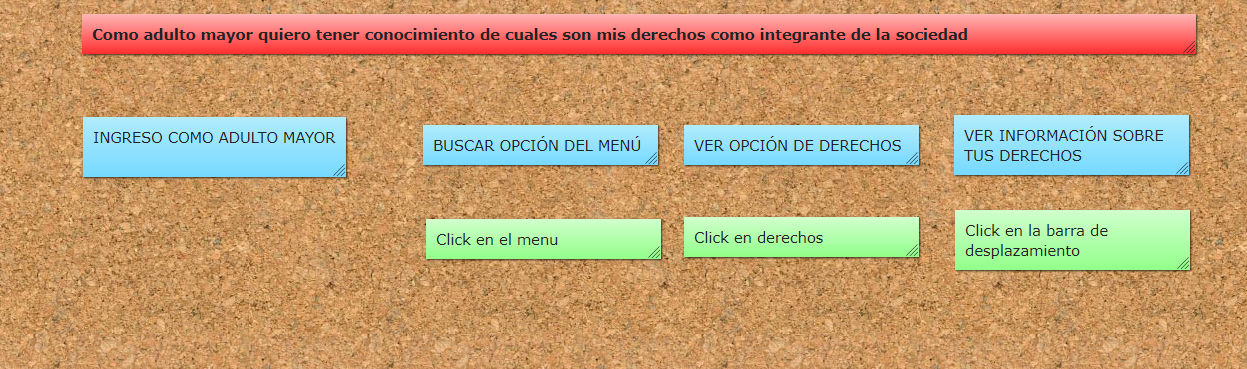 Como adulto mayor quiero tener conocimiento de cuales son mis derechos como integrante de la sociedad
INGRESO COMO ADULTO MAYOR
BUSCAR OPCIÓN DEL MENÚ
VER OPCIÓN DE DERECHOS
VER INFORMACIÓN SOBRE
TUS DERECHOS
Click en el menu
Click en derechos
Click en la barra de
desplazamiento